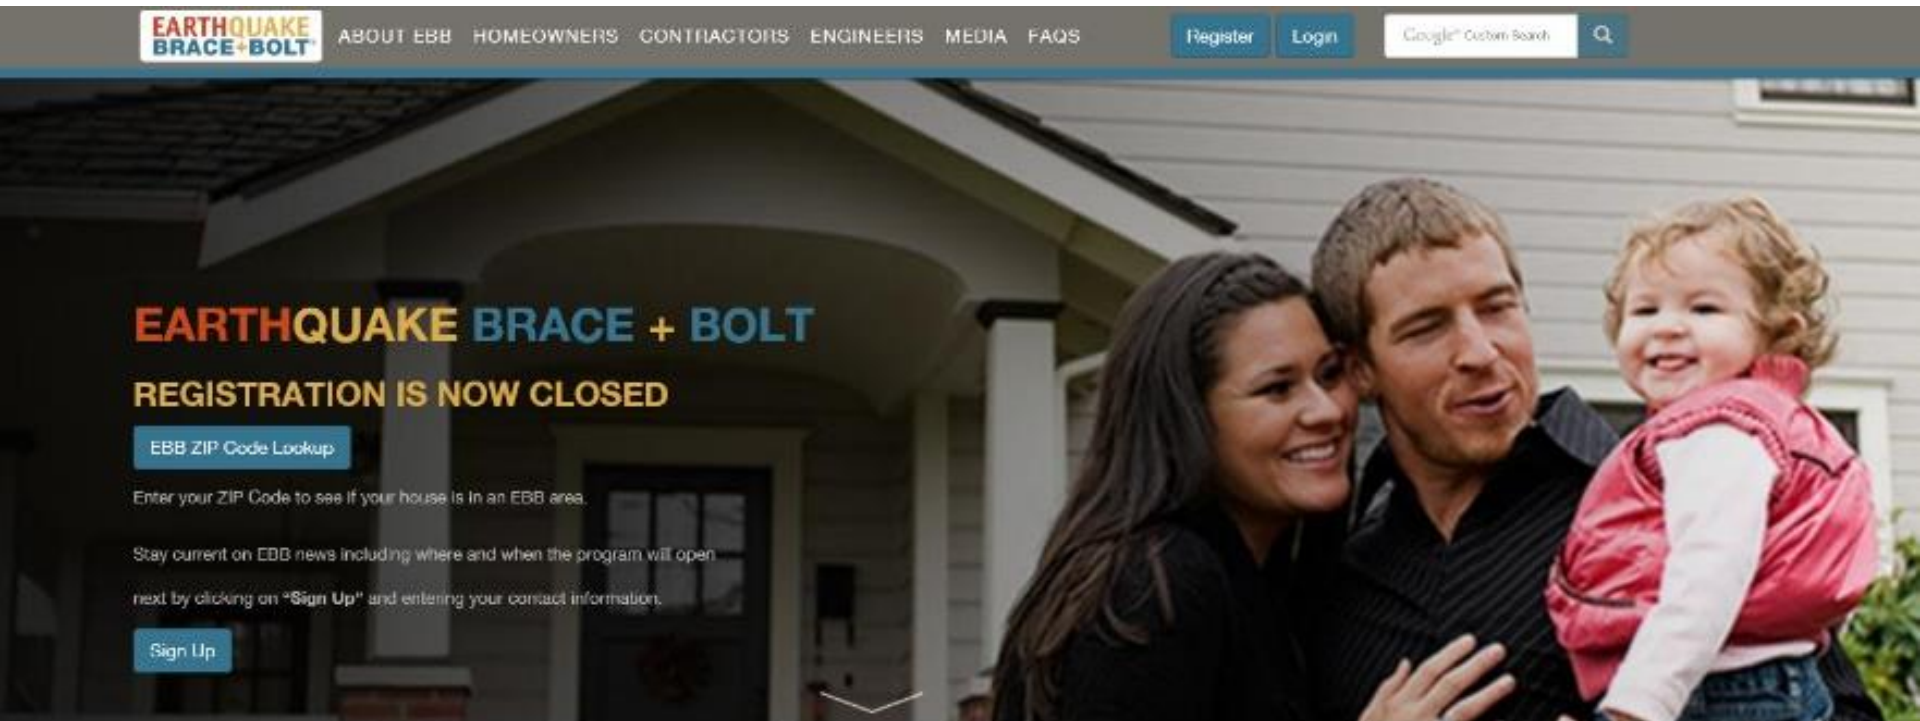 EARTHQUAKE
BRACE+BOLT
ABOUT EBB HOMEOWNERS CONTRACTORS ENGINEERS MEDIA FAQS
Register Login Google™ Custom Search
EARTHQUAKE BRACE + BOLT
REGISTRATION IS NOW CLOSED
EBB ZIP Code Lookup
Enter your ZIP Code to see if your house is in an EBB area.
Stay current on EBB news including where and when the program will open
next by clicking on “Sign Up” and entering your contact information.
Sign Up